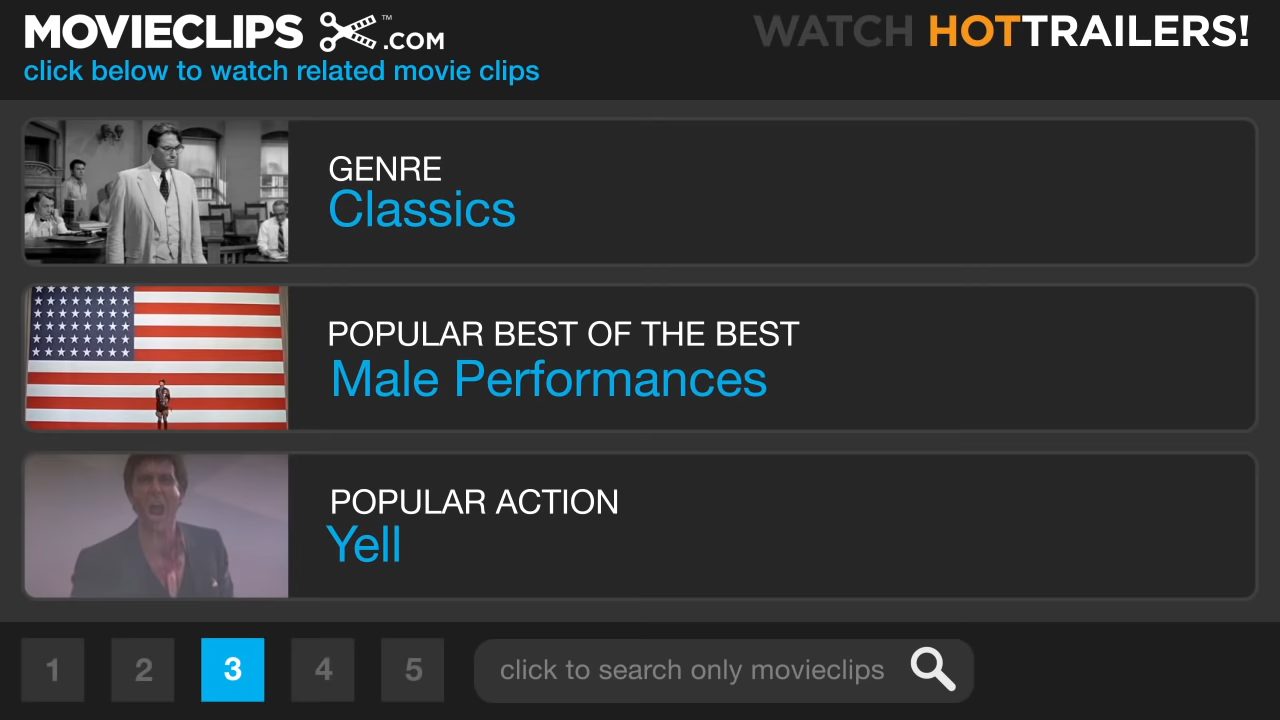 MOVIECLIPS ™ .COM
WATCH HOTTRAILERS!
click below to watch related movie clips
GENRE
Classics
POPULAR BEST OF THE BEST
Male Performances
POPULAR ACTION
Yell
1 2 3 4 5 click to search only movieclips